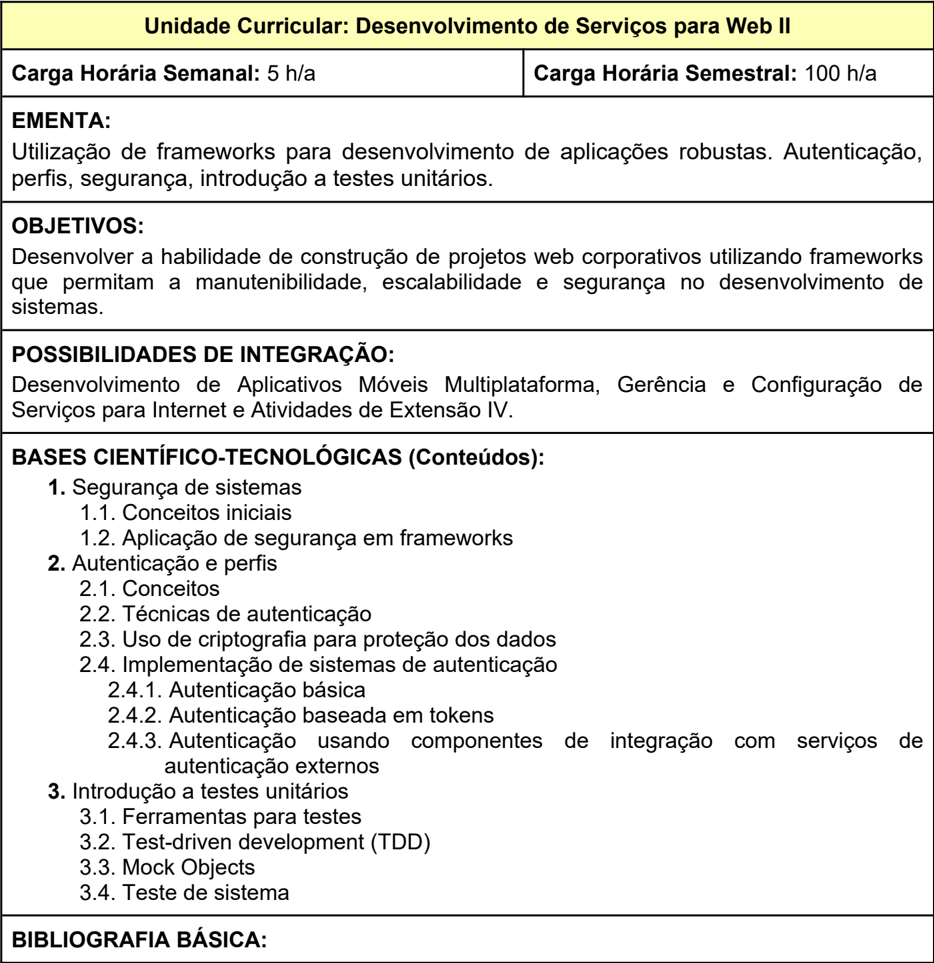 Unidade Curricular: Desenvolvimento de Serviços para Web II
Carga Horária Semanal: 5 h/a
Carga Horária Semestral: 100 h/a
EMENTA:
Utilização de frameworks para desenvolvimento de aplicações robustas. Autenticação,
perfis, segurança, introdução a testes unitários.
OBJETIVOS:
Desenvolver a habilidade de construção de projetos web corporativos utilizando frameworks
que permitam a manutenibilidade, escalabilidade e segurança no desenvolvimento de
sistemas.
POSSIBILIDADES DE INTEGRAÇÃO:
Desenvolvimento de Aplicativos Móveis Multiplataforma, Gerência e Configuração de
Serviços para Internet e Atividades de Extensão IV.
BASES CIENTÍFICO-TECNOLÓGICAS (Conteúdos):
1. Segurança de sistemas
1.1. Conceitos iniciais
1.2. Aplicação de segurança em frameworks
2. Autenticação e perfis
2.1. Conceitos
2.2. Técnicas de autenticação
2.3. Uso de criptografia para proteção dos dados
2.4. Implementação de sistemas de autenticação
2.4.1. Autenticação básica
2.4.2. Autenticação baseada em tokens
2.4.3. Autenticação usando componentes de integração com serviços de
autenticação externos
3. Introdução a testes unitários
3.1. Ferramentas para testes
3.2. Test-driven development (TDD)
3.3. Mock Objects
3.4. Teste de sistema
BIBLIOGRAFIA BÁSICA: